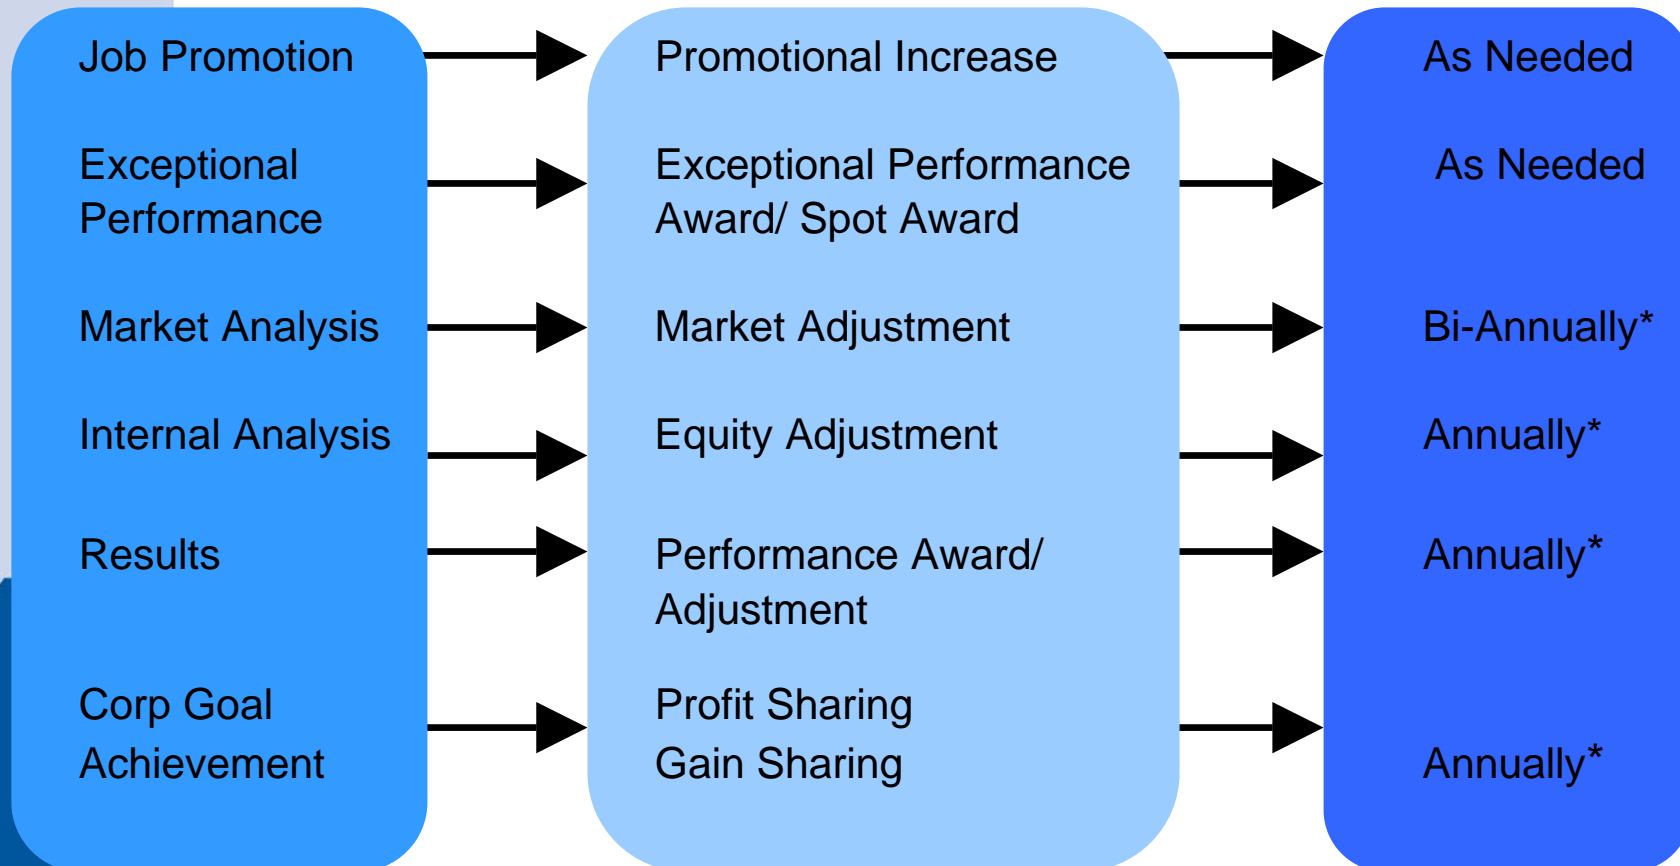 Job Promotion
Promotional Increase
As Needed
Exceptional
Performance
Exceptional Performance
Award/ Spot Award
As Needed
Market Analysis
Market Adjustment
Bi-Annually*
Internal Analysis
Equity Adjustment
Annually*
Results
Performance Award/
Adjustment
Annually*
Corp Goal
Achievement
Profit Sharing
Gain Sharing
Annually*